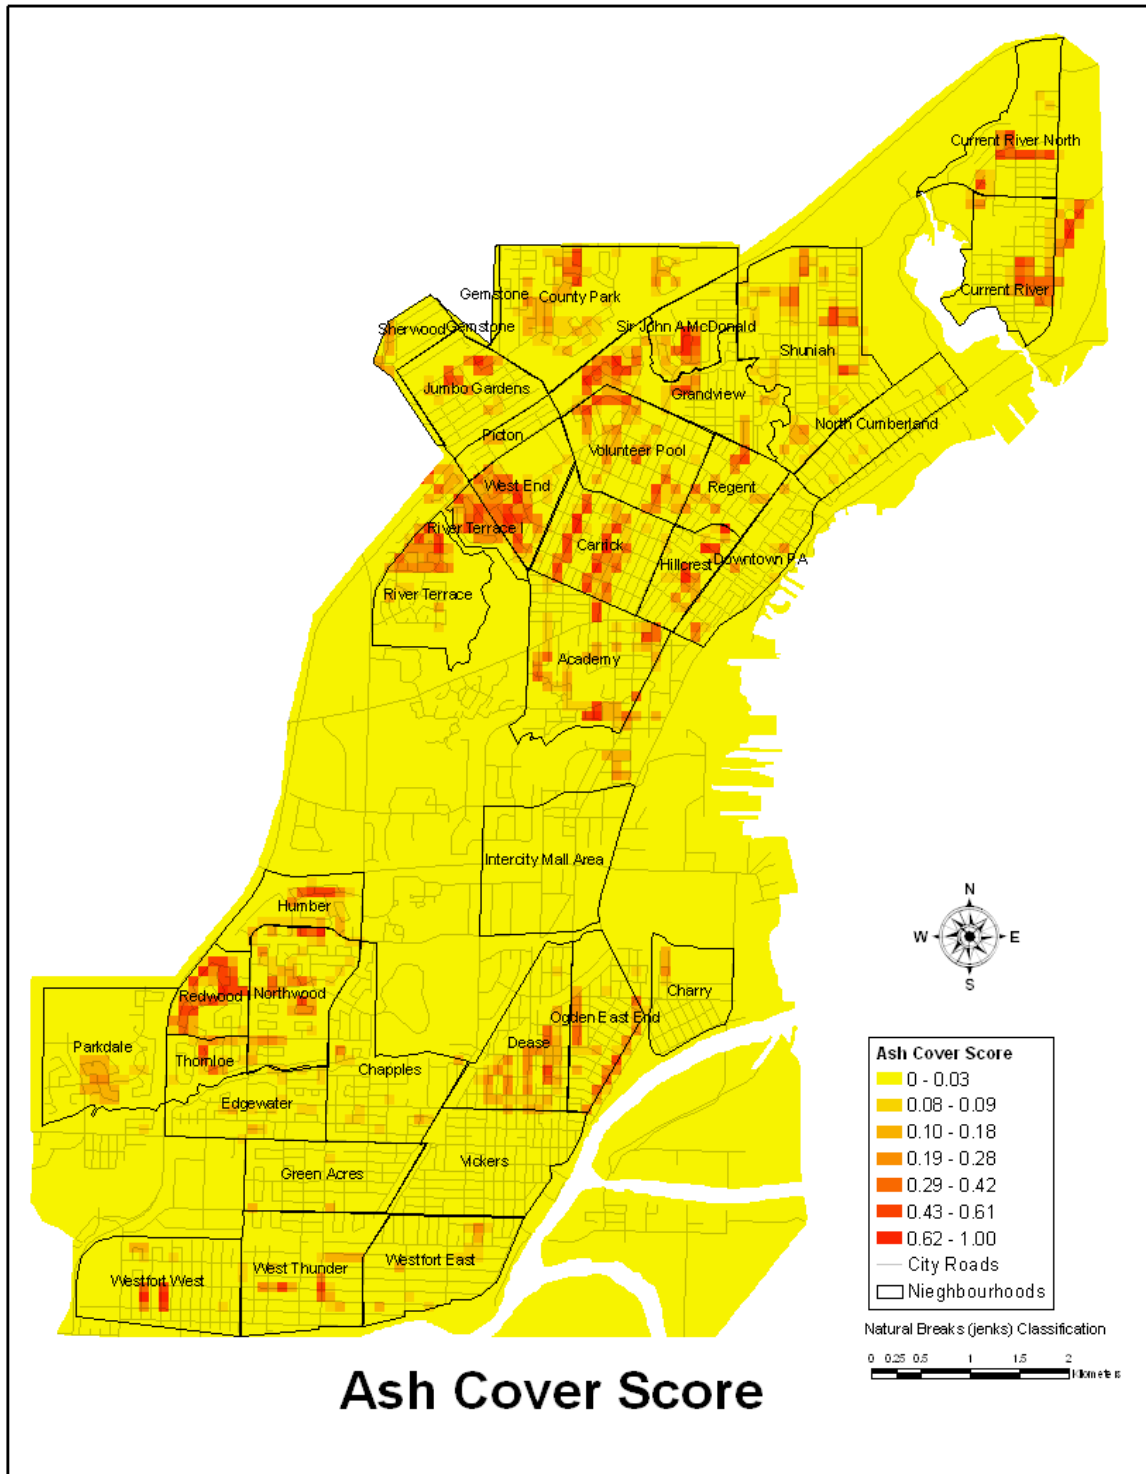 Current River North
Current River
Gemstone
County Park
Sherwood
Gemstone
Sir John A McDonald
Shuniah
Jumbo Gardens
Grandview
North Cumberland
Picton
Volunteer Pool
West End
Regent
River Terrace I
Carrick
Hillcrest
Downtown PA
River Terrace
Academy
Intercity Mall Area
Humber
N
W
E
S
Redwood
Northwood
Charry
Ogden East End
Parkdale
Thornloe
Dease
Chapples
Edgewater
Green Acres
Vickers
Westfort East
West Thunder
Westfort West
Ash Cover Score
0 - 0.03
0.08 - 0.09
0.10 - 0.18
0.19 - 0.28
0.29 - 0.42
0.43 - 0.61
0.62 - 1.00
City Roads
Nieghbourhoods
Natural Breaks (jenks) Classification
0 0.25 0.5 1 1.5 2
Kilometers
Ash Cover Score